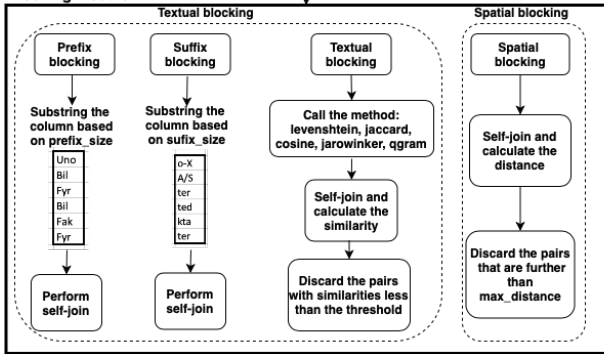 Textual blocking
Spatial blocking
Prefix
blocking
Substring the
column based
on prefix_size
Uno
Bil
Fyr
Bil
Fak
Fyr
Perform
self-join
Suffix
blocking
Substring the
column based on
sufix_size
o-X
A/S
ter
ted
kta
ter
Perform
self-join
Textual
blocking
Call the method:
levenshtein, jaccard,
cosine, jarowinker, qgram
Self-join and
calculate the
similarity
Discard the pairs
with similarities less
than the threshold
Spatial
blocking
Self-join and
calculate the
distance
Discard the pairs
that are further
than
max_distance